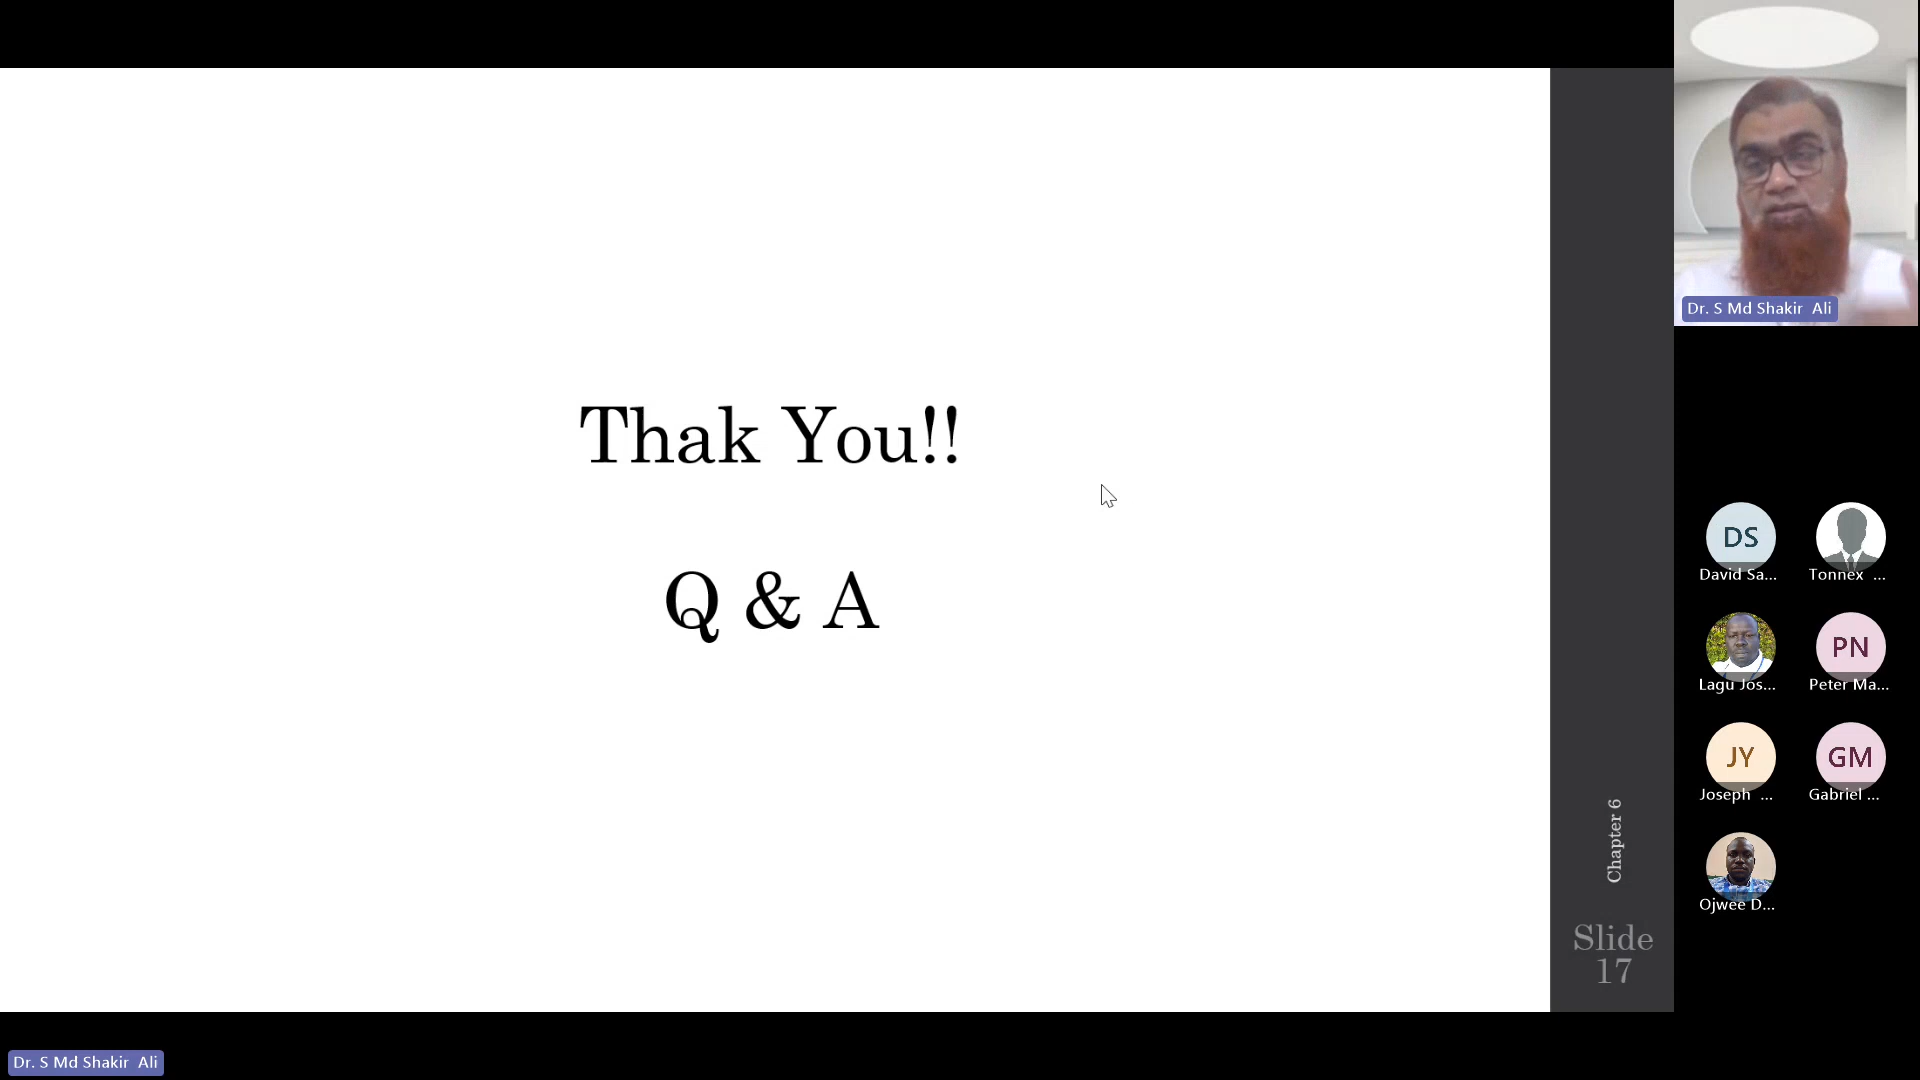 Thak You!!
Q & A
Chapter 6
Slide
17
Dr. S Md Shakir Ali
DS
David Sa...
Tonnex ...
Lagu Jos...
PN
Peter Ma...
JY
Joseph ...
GM
Gabriel ...
Ojwee D...
Dr. S Md Shakir Ali